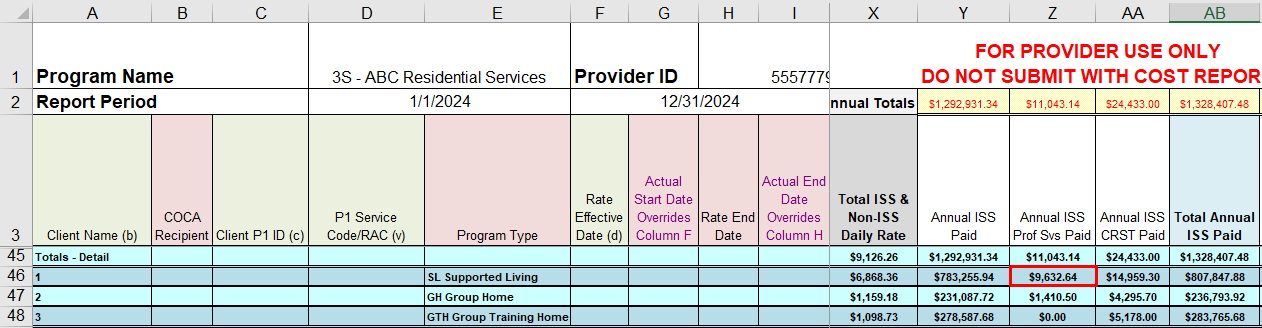 A B C D E F G H I X Y Z AA AB
FOR PROVIDER USE ONLY
1 Program Name 3S - ABC Residential Services Provider ID 5557779 DO NOT SUBMIT WITH COST REPOR
2 Report Period 1/1/2024 12/31/2024 nnual Totals $1,292,931.34 $11,043.14 $24,433.00 $1,328,407.48
Actual Actual End
Rate Start Date Date Total ISS &
COCA P1 Service Effective Overrides Rate End Overrides Non-ISS Annual ISS Annual ISS Annual ISS Total Annual
3 Client Name (b) Recipient Client P1 ID (c) Code/RAC (v) Program Type Date (d) Column F Date Column H Daily Rate Paid Prof Svs Paid CRST Paid ISS Paid
45 Totals - Detail $9,126.26 $1,292,931.34 $11,043.14 $24,433.00 $1,328,407.48
46 1 SL Supported Living $6,868.36 $783,255.94 $9,632.64 $14,959.30 $807,847.88
47 2 GH Group Home $1,159.18 $231,087.72 $1,410.50 $4,295.70 $236,793.92
48 3 GTH Group Training Home $1,098.73 $278,587.68 $0.00 $5,178.00 $283,765.68